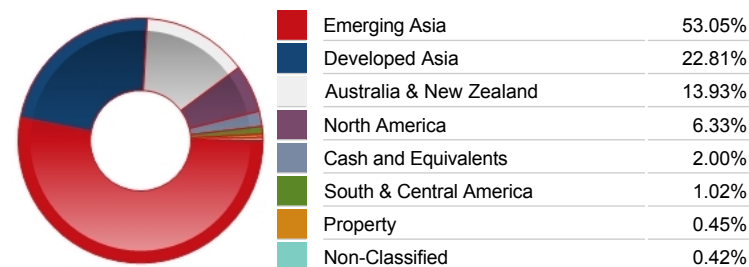 Emerging Asia 53.05%
Developed Asia 22.81%
Australia & New Zealand 13.93%
North America 6.33%
Cash and Equivalents 2.00%
South & Central America 1.02%
Property 0.45%
Non-Classified 0.42%